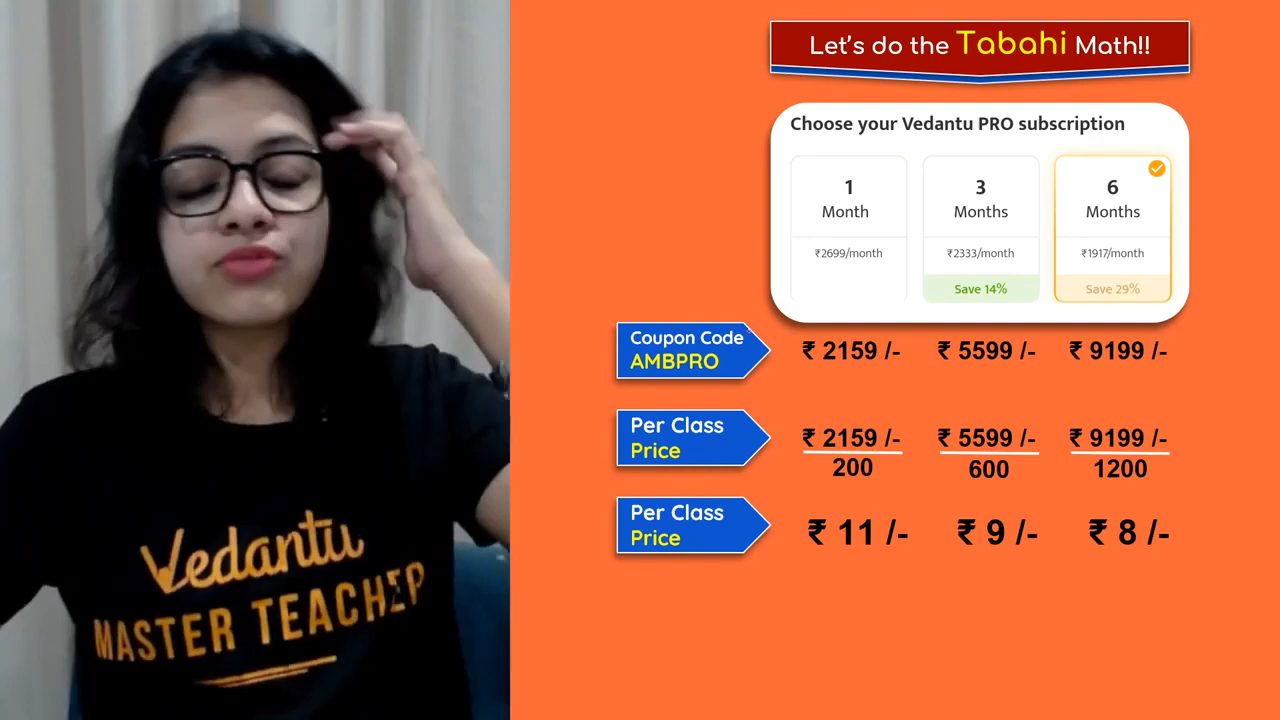 Let's do the Tabahi Math!!
Choose your Vedantu PRO subscription
1
Month
₹2699/month
3
Months
₹2333/month
Save 14%
6
Months
₹1917/month
Save 29%
Coupon Code
AMBPRO
₹ 2159 /- ₹ 5599 /- ₹ 9199 /-
Per Class
Price
₹ 2159 /- ₹ 5599 /- ₹ 9199 /-
200 600 1200
Per Class
Price
₹ 11 /- ₹ 9 /- ₹ 8 /-
Vedantu
MASTER TEACHER